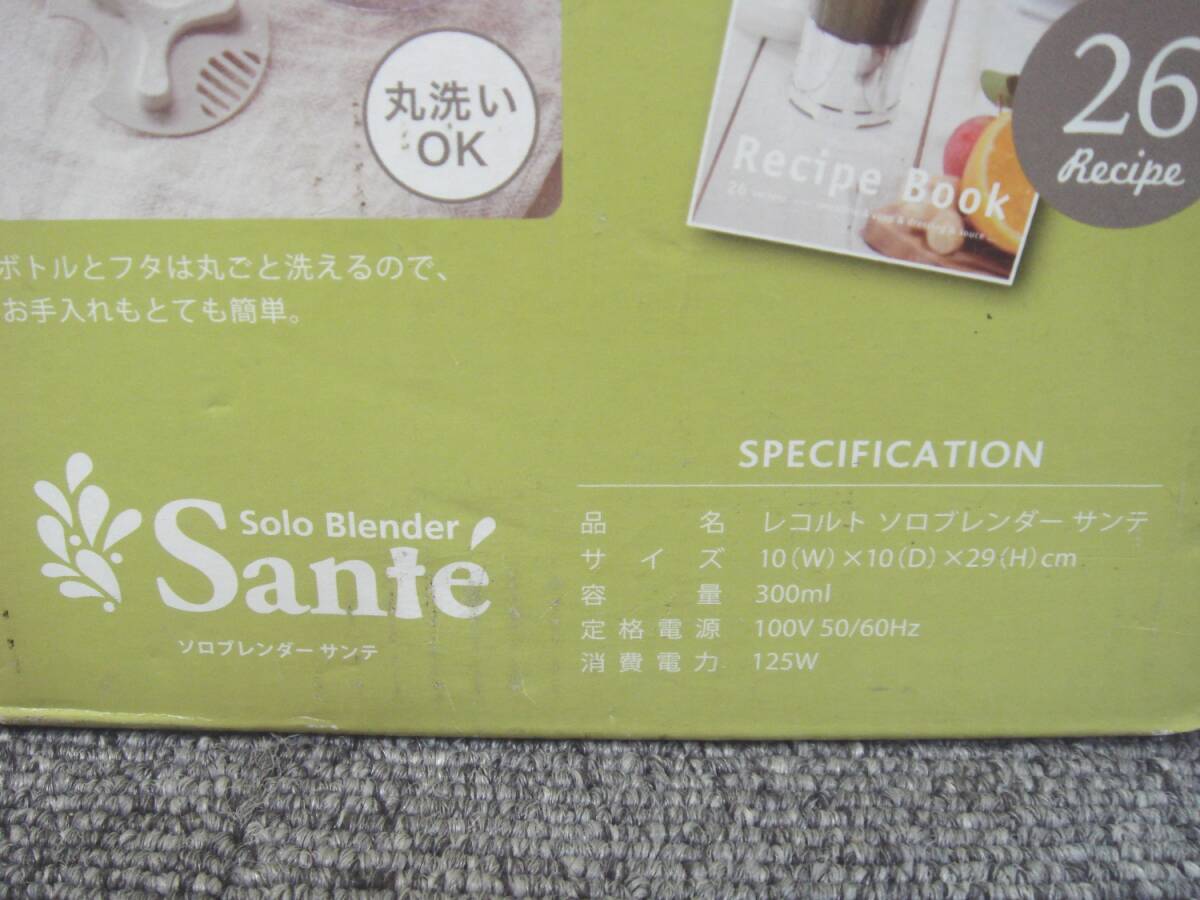 丸洗い
OK
26
Recipe
Recipe Book
26
ボトルとフタは丸ごと洗えるので、
お手入れもとても簡単。
Solo Blender
Santé
ソロブレンダー サンテ
SPECIFICATION
品名 レコルト ソロブレンダー サンテ
サイズ 10(W)×10(D)×29(H)cm
容量 300ml
定格電源 100V 50/60Hz
消費電力 125W